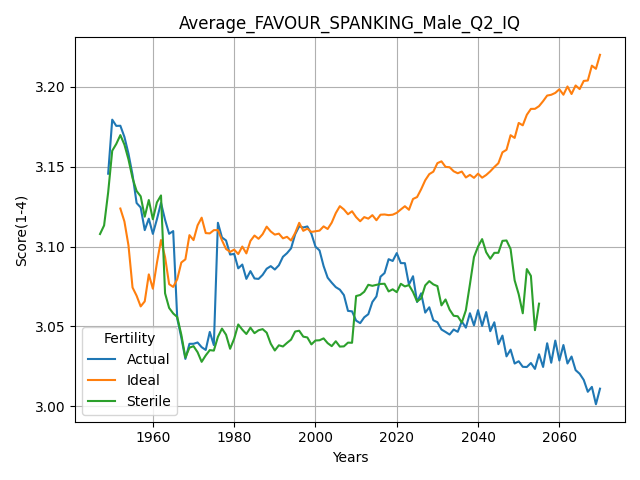 Average_FAVOUR_SPANKING_Male_Q2_IQ
Score(1-4)
3.20
3.15
3.10
3.05
3.00
Fertility
Actual
Ideal
Sterile
1960
1980
2000
2020
2040
2060
Years